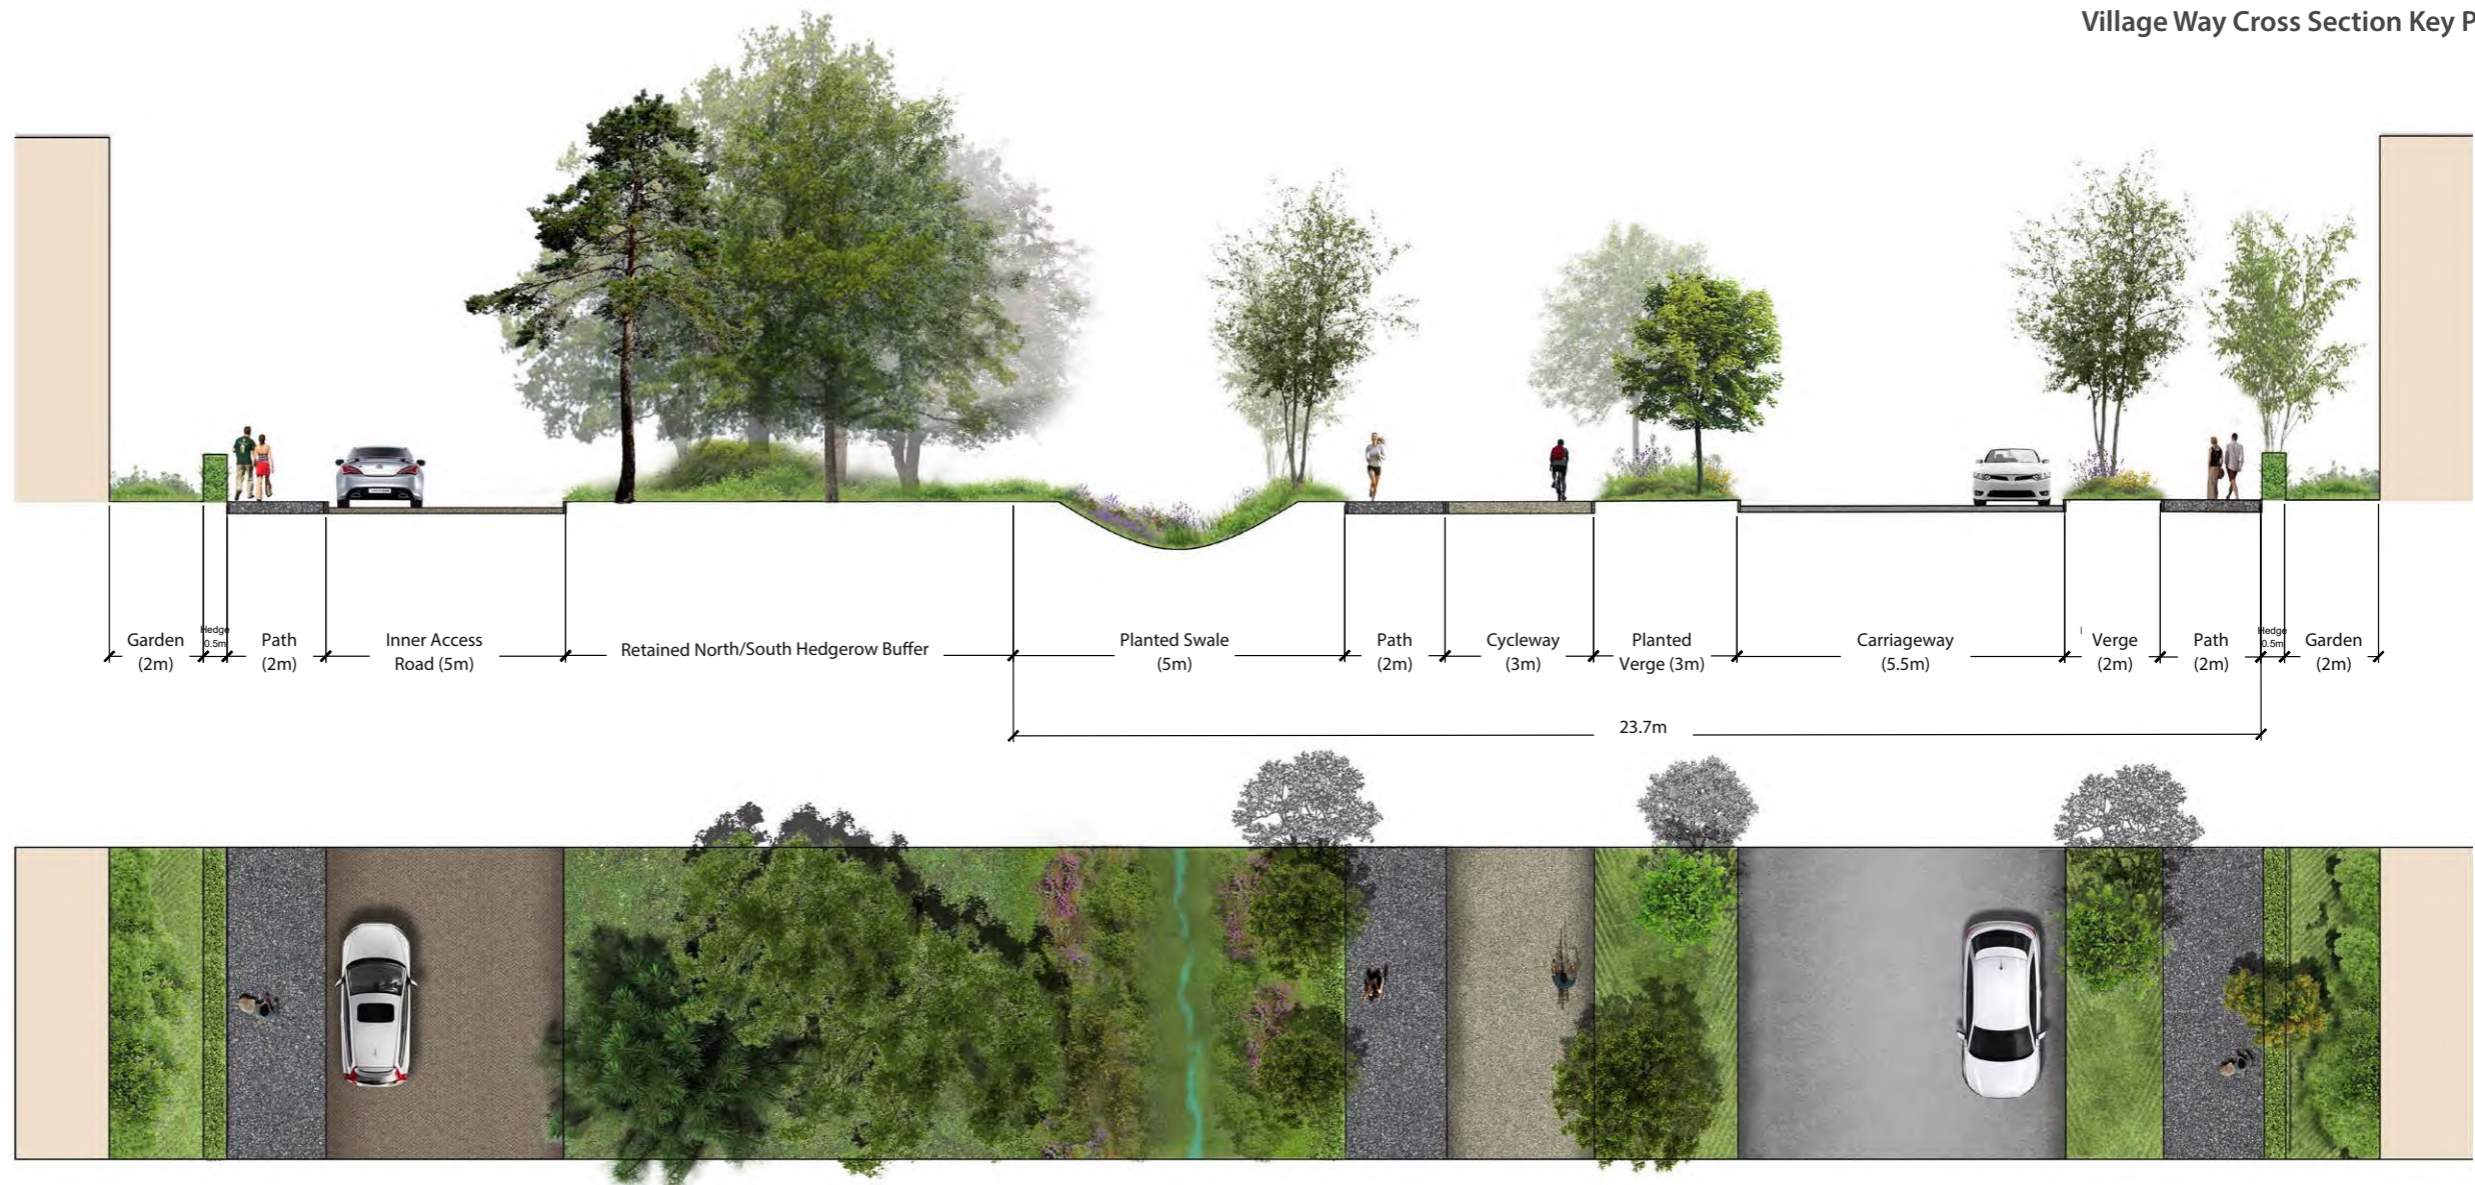 Village Way Cross Section Key P
Garden
(2m)
Hedge
0.5m
Path
(2m)
Inner Access
Road (5m)
Retained North/South Hedgerow Buffer
Planted Swale
(5m)
Path
(2m)
Cycleway
(3m)
Planted
Verge (3m)
Carriageway
(5.5m)
Verge
(2m)
Path
(2m)
Hedge
0.5m
Garden
(2m)
23.7m